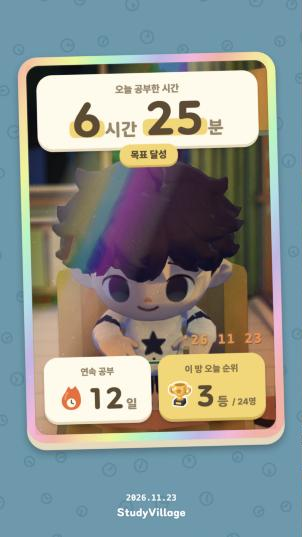 오늘 공부한 시간
6시간 25분
목표 달성
'26 11 23
연속 공부
12일
이 방 오늘 순위
3등 / 24명
2026.11.23
StudyVillage